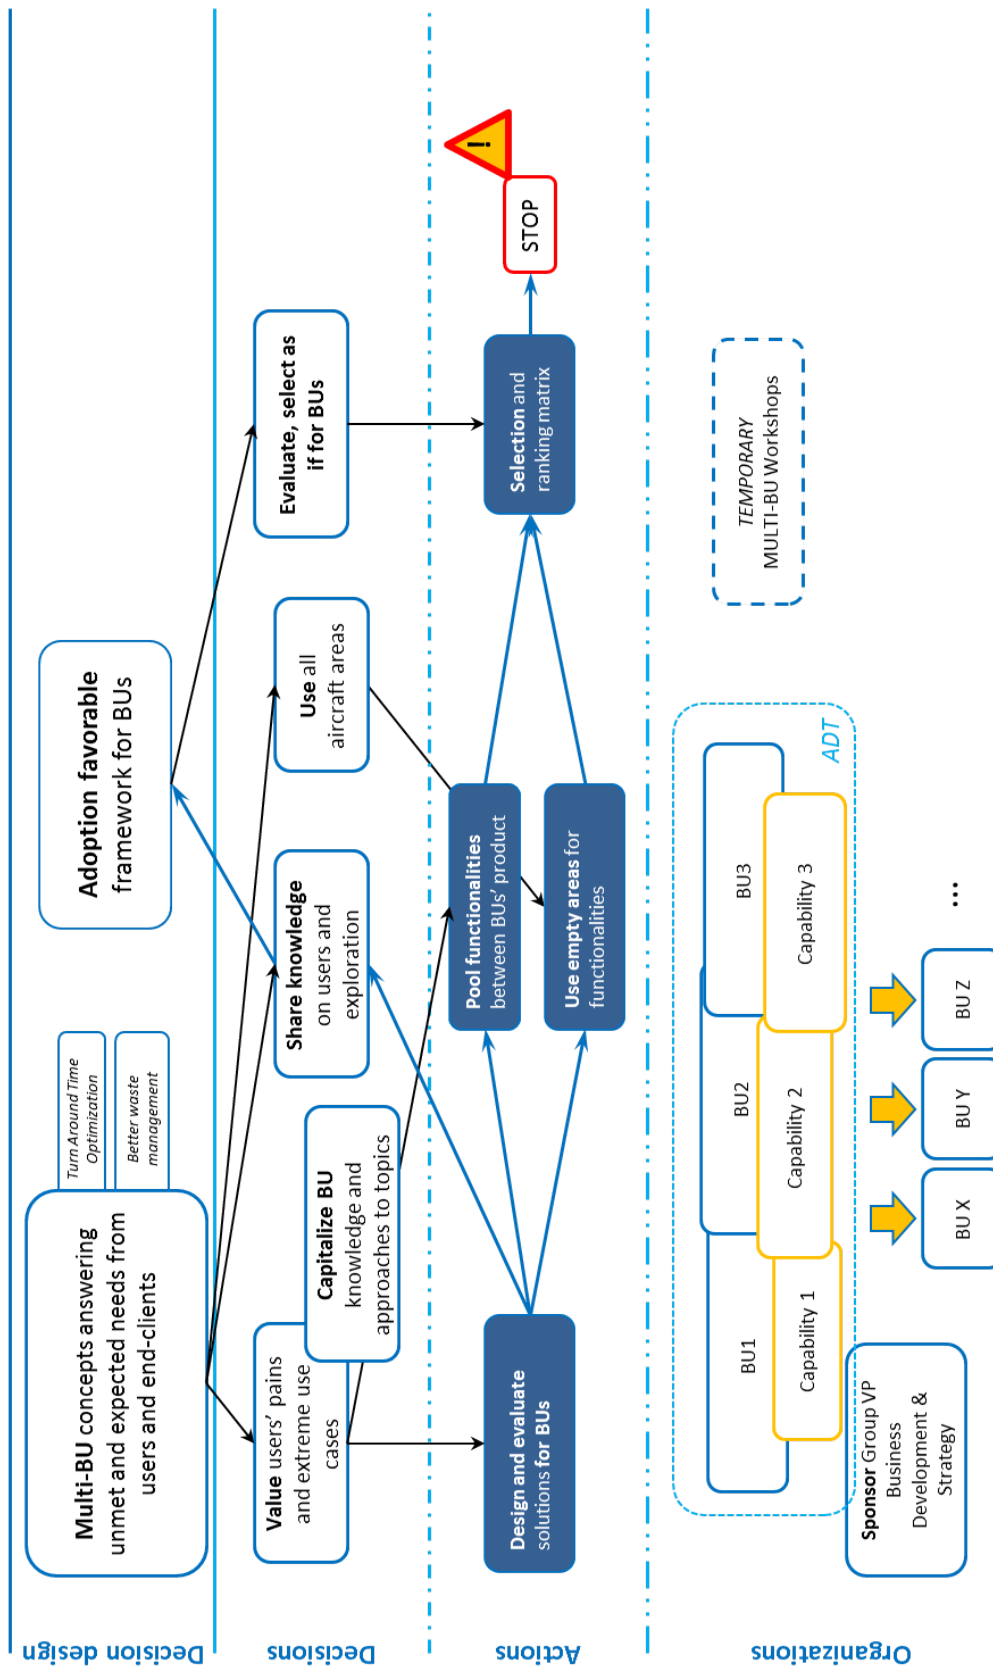 Decision design
Multi-BU concepts answering
unmet and expected needs from
users and end-clients
Turn Around Time
Optimization
Better waste
management
Adoption favorable
framework for BUs
Decisions
Value users' pains
and extreme use
cases
Capitalize BU
knowledge and
approaches to topics
Share knowledge
on users and
exploration
Use all
aircraft areas
Evaluate, select as
if for BUs
Actions
Design and evaluate
solutions for BUs
Pool functionalities
between BUs' product
Use empty areas for
functionalities
Selection and
ranking matrix
STOP
!
Organizations
BU1
BU2
BU3
Capability 1
Capability 2
Capability 3
ADT
Sponsor Group VP
Business
Development &
Strategy
BU X
BU Y
BU Z
...
TEMPORARY
MULTI-BU Workshops